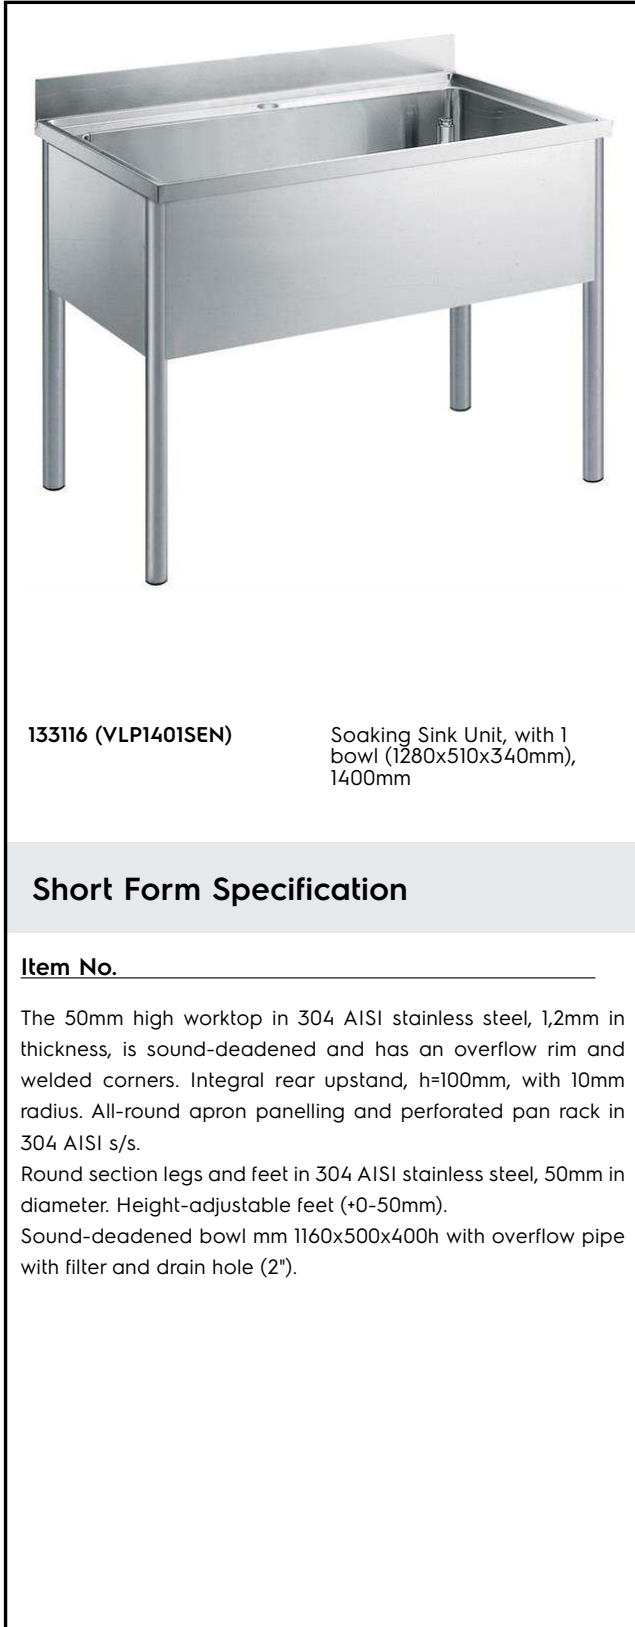 133116 (VLP1401SEN)
Soaking Sink Unit, with 1
bowl (1280x510x340mm),
1400mm
Short Form Specification
Item No.
The 50mm high worktop in 304 AISI stainless steel, 1,2mm in
thickness, is sound-deadened and has an overflow rim and
welded corners. Integral rear upstand, h=100mm, with 10mm
radius. All-round apron panelling and perforated pan rack in
304 AISI s/s.
Round section legs and feet in 304 AISI stainless steel, 50mm in
diameter. Height-adjustable feet (+0-50mm).
Sound-deadened bowl mm 1160x500x400h with overflow pipe
with filter and drain hole (2").